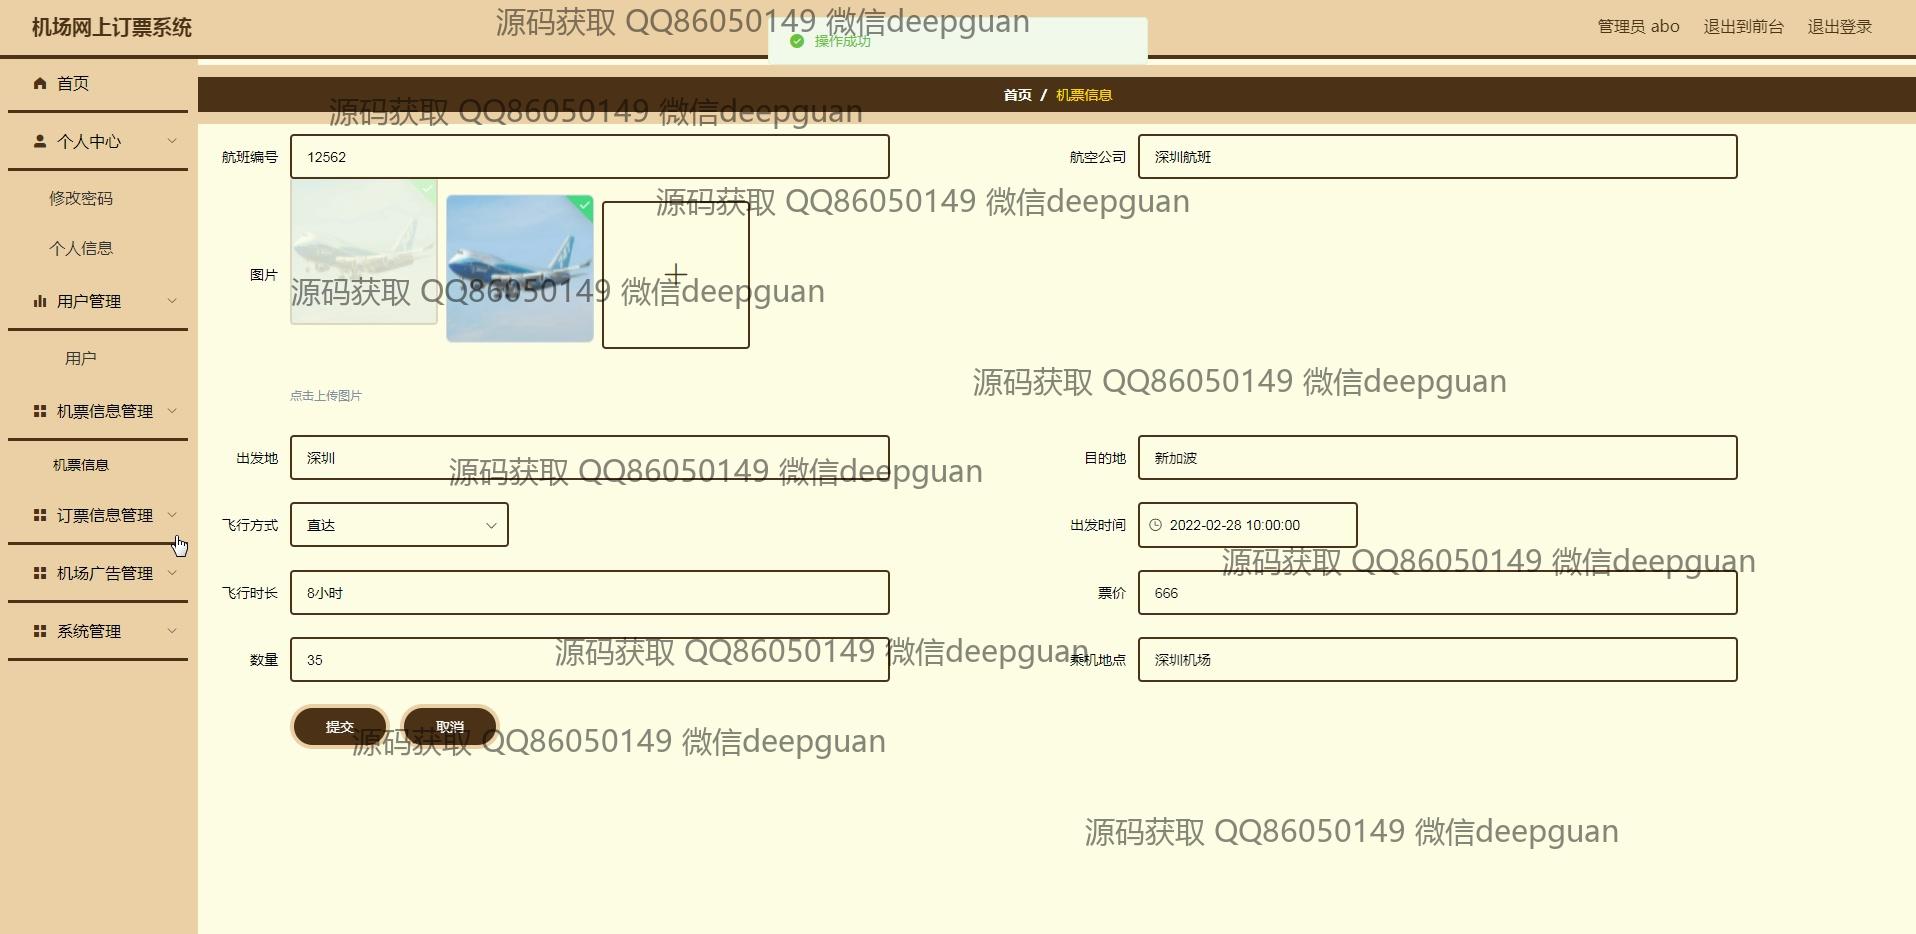 机场网上订票系统
源码获取 QQ86050149 微信deepguan
操作成功
管理员 abo
退出到前台
退出登录
首页
首页 / 机票信息
源码获取 QQ86050149 微信deepguan
个人中心
航班编号
12562
航空公司
深圳航班
修改密码
源码获取 QQ86050149 微信deepguan
个人信息
图片
源码获取 QQ86050149 微信deepguan
用户管理
用户
源码获取 QQ86050149 微信deepguan
点击上传图片
机票信息管理
出发地
深圳
目的地
新加波
机票信息
源码获取 QQ86050149 微信deepguan
订票信息管理
飞行方式
直达
出发时间
2022-02-28 10:00:00
源码获取 QQ86050149 微信deepguan
机场广告管理
飞行时长
8小时
票价
666
系统管理
源码获取 QQ86050149 微信deepguan
数量
35
乘机地点
深圳机场
提交
取消
源码获取 QQ86050149 微信deepguan
源码获取 QQ86050149 微信deepguan